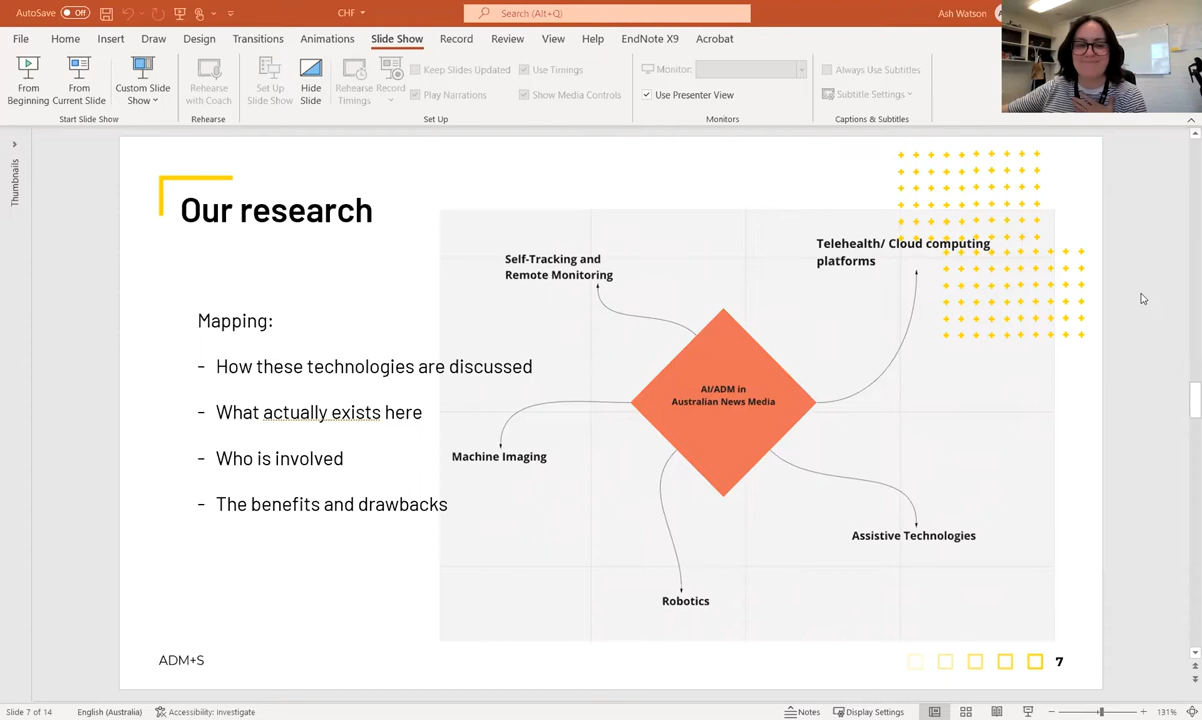 AutoSave Off CHF Search (Alt+Q) Ash Watson
File Home Insert Draw Design Transitions Animations Slide Show Record Review View Help EndNote X9 Acrobat
From Beginning
From Current Slide
Custom Slide Show
Start Slide Show
Rehearse with Coach
Rehearse
Set Up Slide Show
Hide Slide
Rehearse Timings
Record
Keep Slides Updated
Play Narrations
Use Timings
Show Media Controls
Set Up
Monitor:
Use Presenter View
Monitors
Always Use Subtitles
Subtitle Settings
Captions & Subtitles
Thumbnails
Our research
Mapping:
- How these technologies are discussed
- What actually exists here
- Who is involved
- The benefits and drawbacks
Self-Tracking and
Remote Monitoring
Telehealth/ Cloud computing
platforms
AI/ADM in
Australian News Media
Machine Imaging
Assistive Technologies
Robotics
ADM+S
7
Slide 7 of 14 English (Australia) Accessibility: Investigate Notes Display Settings 131%